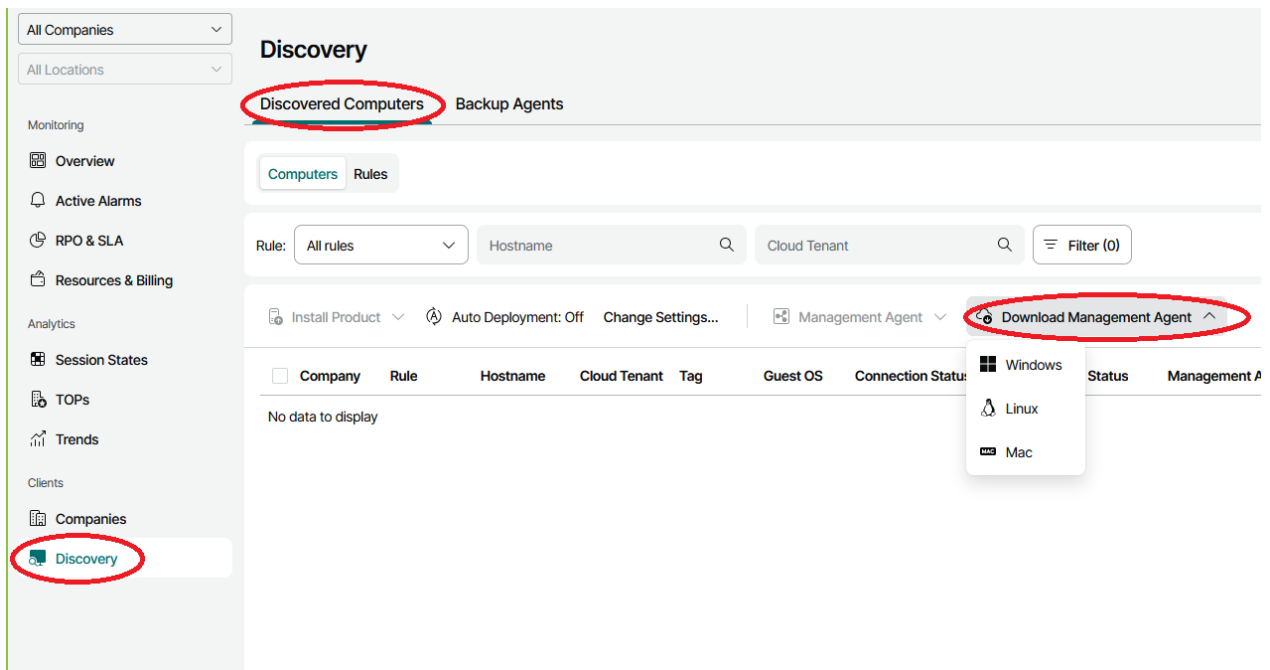 All Companies
All Locations
Monitoring
Overview
Active Alarms
RPO & SLA
Resources & Billing
Analytics
Session States
TOPs
Trends
Clients
Companies
Discovery
Discovery
Discovered Computers Backup Agents
Computers Rules
Rule: All rules Hostname Cloud Tenant Filter (0)
Install Product Auto Deployment: Off Change Settings... Management Agent Download Management Agent
Company Rule Hostname Cloud Tenant Tag Guest OS Connection Status Status Management A
No data to display
Windows
Linux
MAC Mac